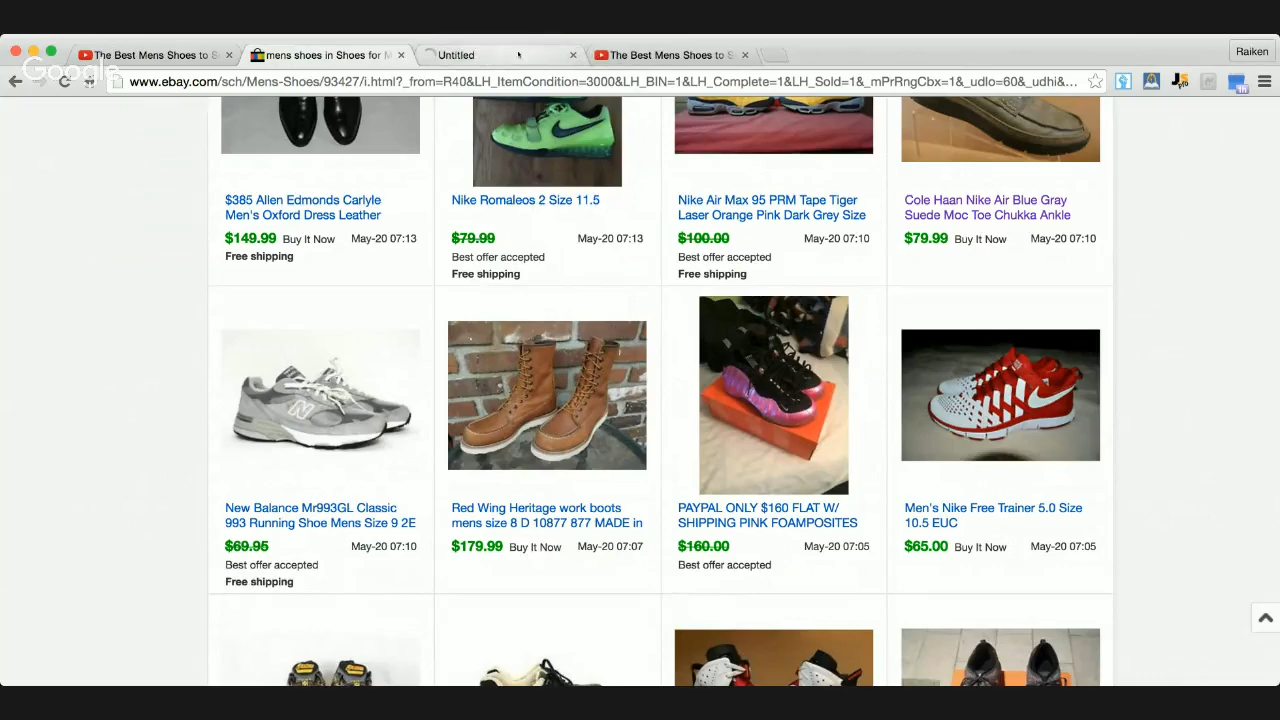 The Best Mens Shoes to S
mens shoes in Shoes for M
Untitled
The Best Mens Shoes to S
Raiken
Google
www.ebay.com/sch/Mens-Shoes/93427/i.html?_from=R40&LH_ItemCondition=3000&LH_BIN=1&LH_Complete=1&LH_Sold=1&_mPrRngCbx=1&_udlo=60&_udhi&...
$385 Allen Edmonds Carlyle
Men's Oxford Dress Leather
$149.99 Buy It Now May-20 07:13
Free shipping
Nike Romaleos 2 Size 11.5
$79.99 May-20 07:13
Best offer accepted
Free shipping
Nike Air Max 95 PRM Tape Tiger
Laser Orange Pink Dark Grey Size
$100.00 May-20 07:10
Best offer accepted
Free shipping
Cole Haan Nike Air Blue Gray
Suede Moc Toe Chukka Ankle
$79.99 Buy It Now May-20 07:10
New Balance Mr993GL Classic
993 Running Shoe Mens Size 9 2E
$69.95 May-20 07:10
Best offer accepted
Free shipping
Red Wing Heritage work boots
mens size 8 D 10877 877 MADE in
$179.99 Buy It Now May-20 07:07
PAYPAL ONLY $160 FLAT W/
SHIPPING PINK FOAMPOSITES
$160.00 May-20 07:05
Best offer accepted
Men's Nike Free Trainer 5.0 Size
10.5 EUC
$65.00 Buy It Now May-20 07:05